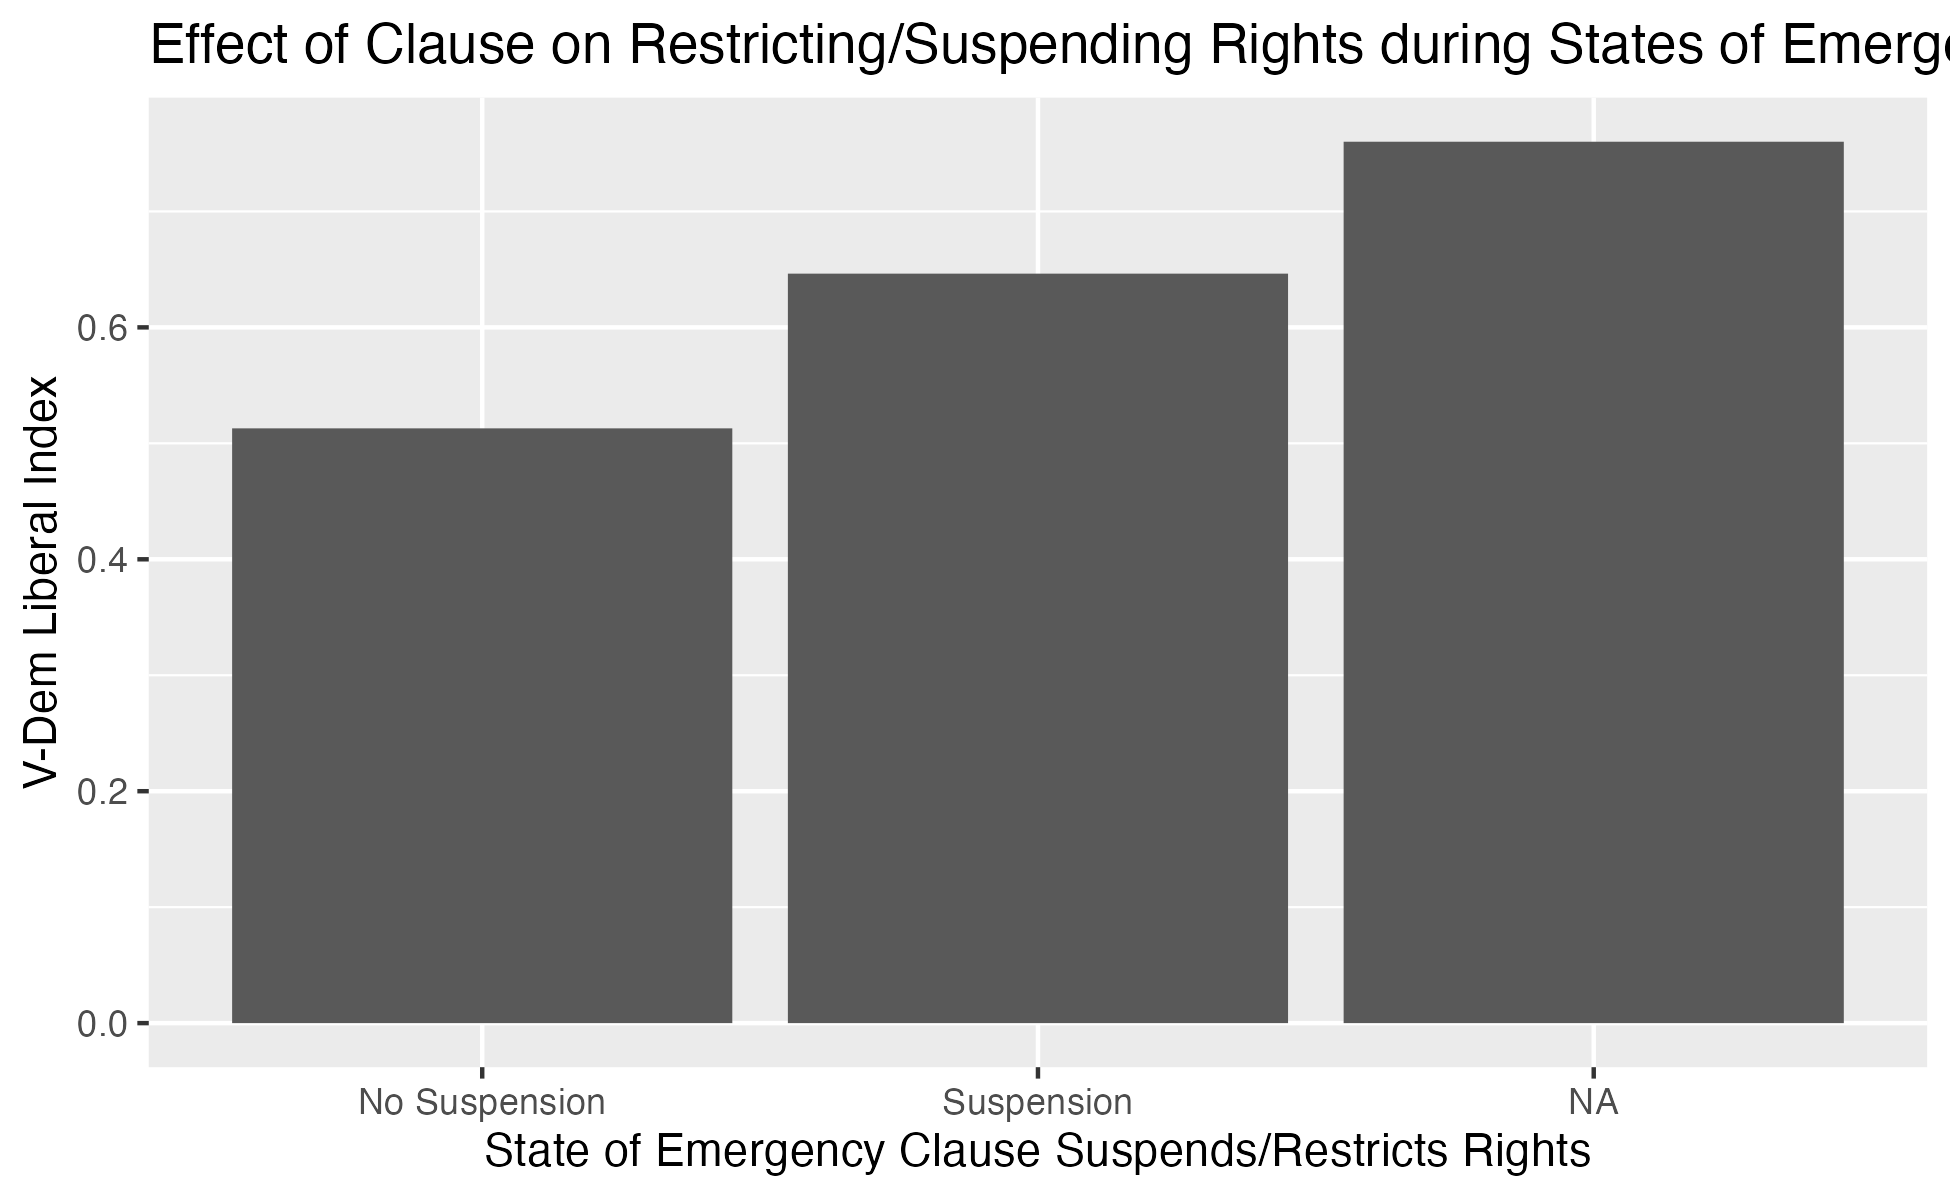 Effect of Clause on Restricting/Suspending Rights during States of Emerge
V-Dem Liberal Index
0.6
0.4
0.2
0.0
No Suspension Suspension NA
State of Emergency Clause Suspends/Restricts Rights